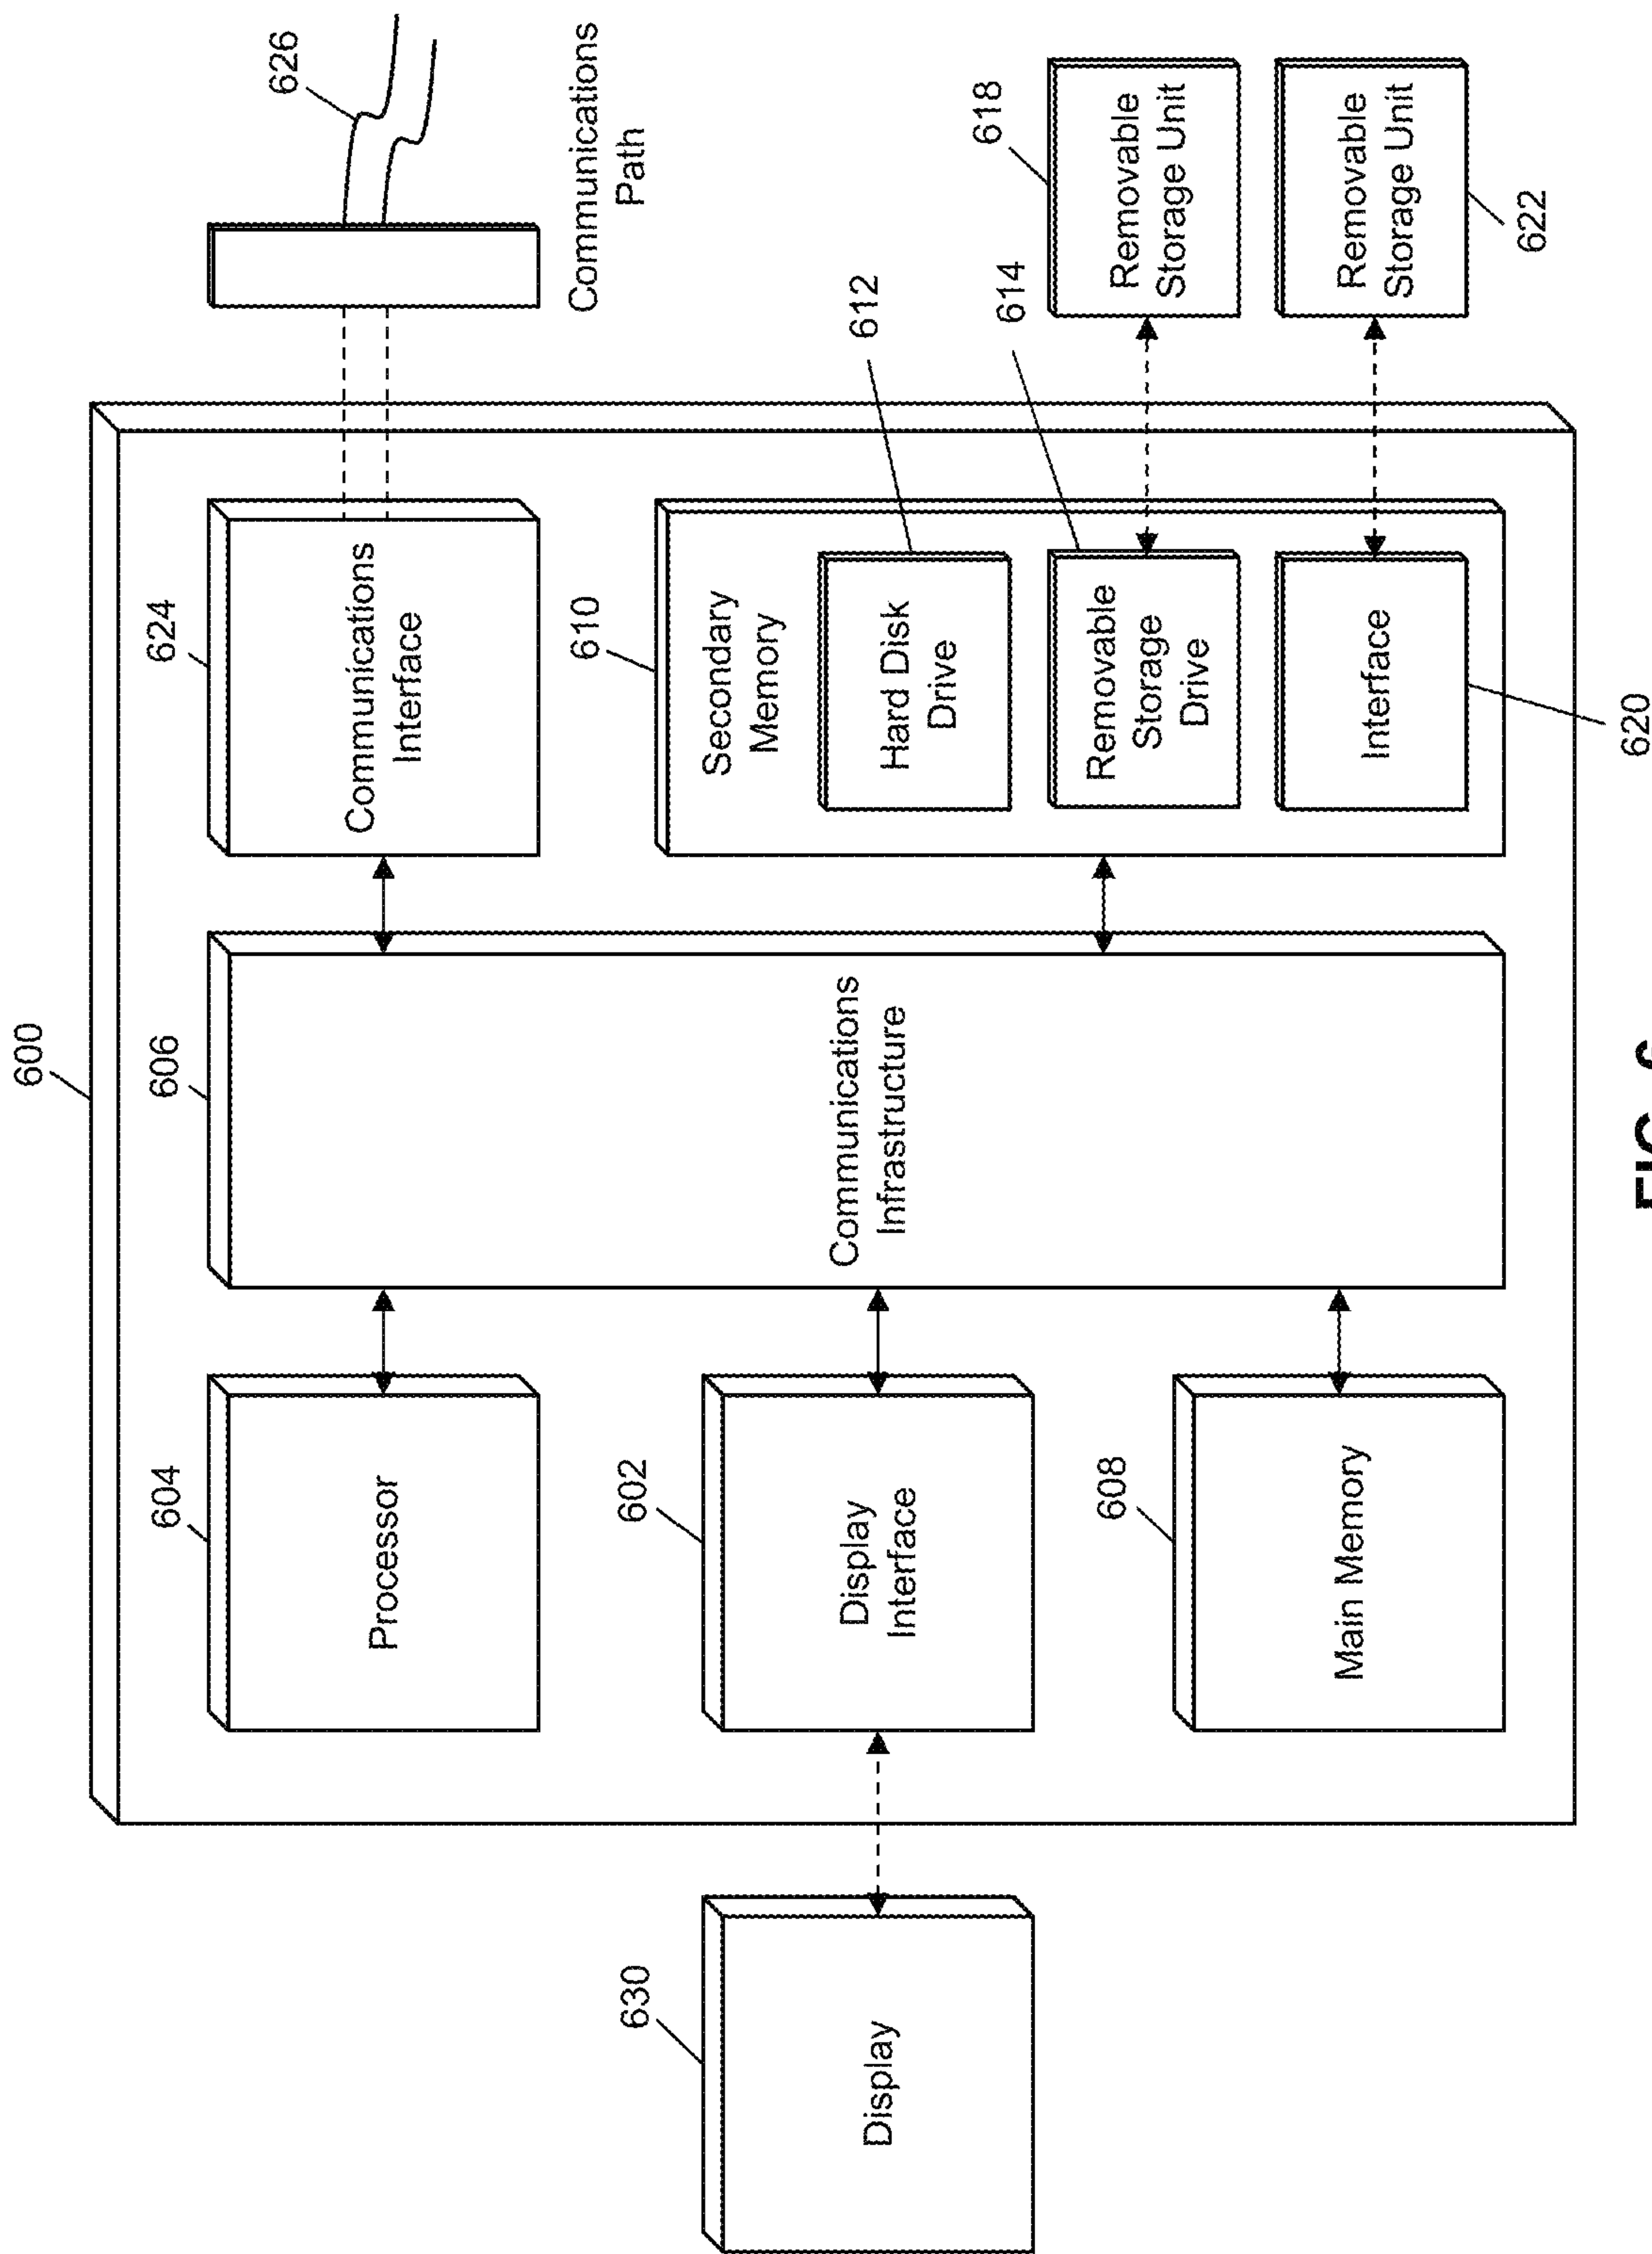 600
604
Processor
606
624
Communications
Interface
626
Communications
Path
630
Display
602
Display
Interface
Communications
Infrastructure
610
Secondary
Memory
612
Hard Disk
Drive
614
Removable
Storage
Drive
618
Removable
Storage Unit
608
Main Memory
Interface
620
Removable
Storage Unit
622
FIG. 6